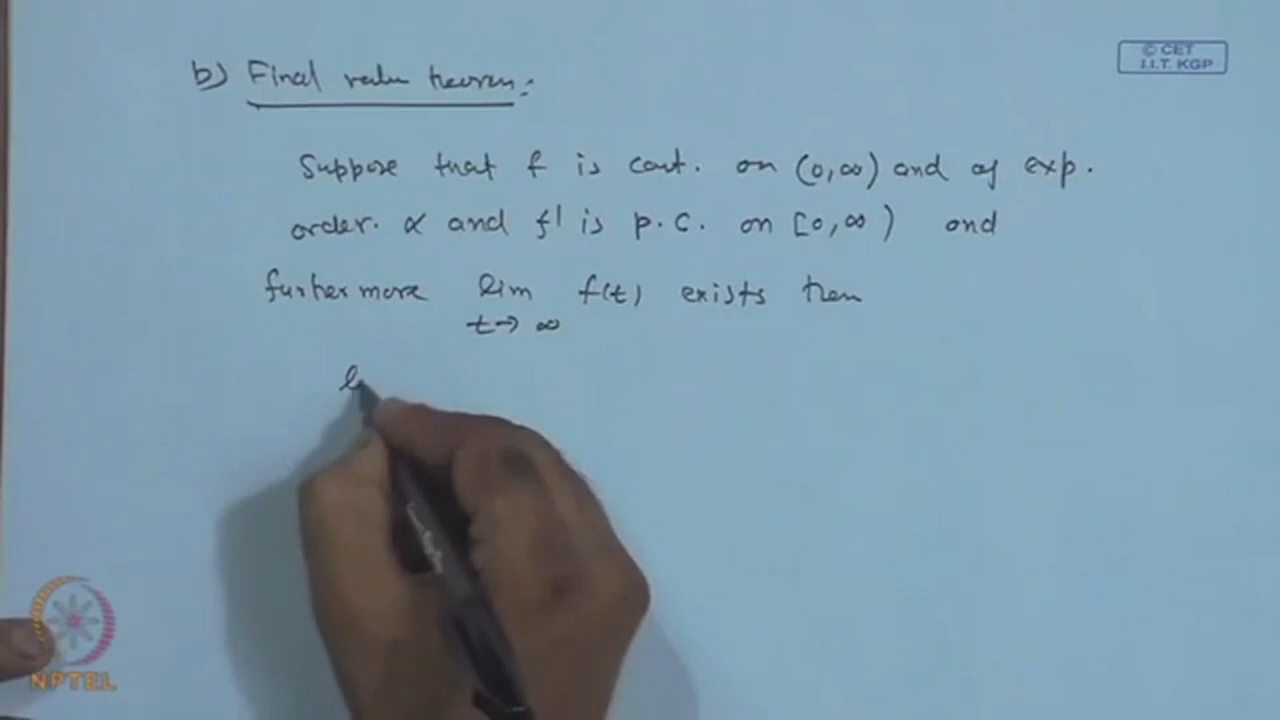 © CET
I.I.T. KGP
b) Final value theorem:
Suppose that f is cont. on (0,∞) and of exp.
order. α and f' is p.c. on [0,∞) and
furthermore lim f(t) exists then
t→∞
l
NPTEL